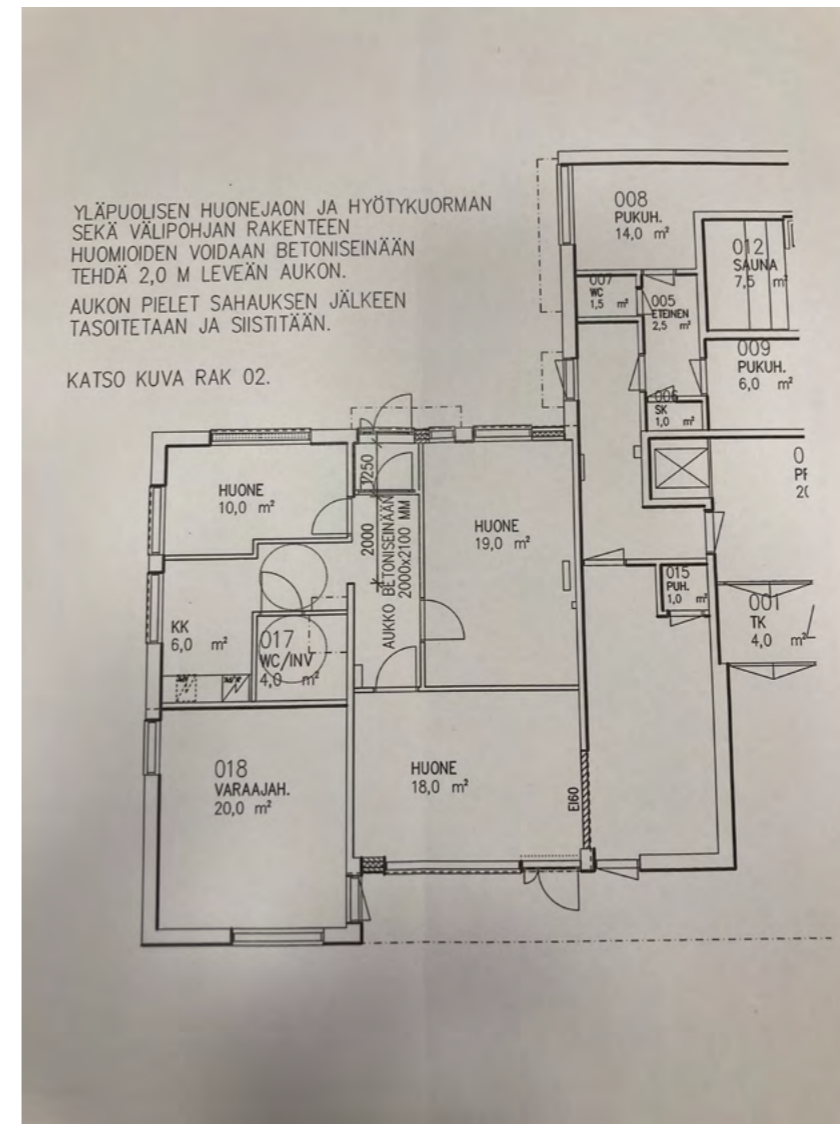 YLÄPUOLISEN HUONEJAON JA HYÖTYKUORMAN
SEKÄ VÄLIPOHJAN RAKENTEEN
HUOMIOIDEN VOIDAAN BETONISEINÄÄN
TEHDÄ 2,0 M LEVEÄN AUKON.
AUKON PIELET SAHAUKSEN JÄLKEEN
TASOITETAAN JA SIISTITÄÄN.
KATSO KUVA RAK 02.
008
PUKUH.
14,0 m²
012
SAUNA
7,5 m²
007
WC
1,5 m²
005
ETEINEN
2,5 m²
009
PUKUH.
6,0 m²
006
SK
1,0 m²
HUONE
10,0 m²
1250
2000
AUKKO BETONISEINÄÄN
2000x2100 MM
HUONE
19,0 m²
015
PUH.
1,0 m²
001
TK
4,0 m²
KK
6,0 m²
017
WC/INV
4,0 m²
018
VARAAJAH.
20,0 m²
HUONE
18,0 m²
EI60